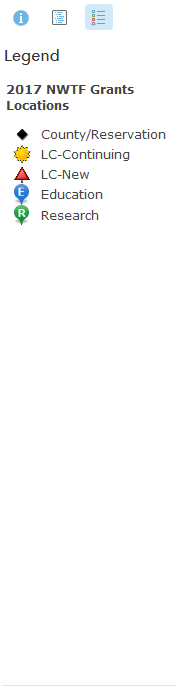 Legend
2017 NWTF Grants
Locations
County/Reservation
LC-Continuing
LC-New
E Education
R Research